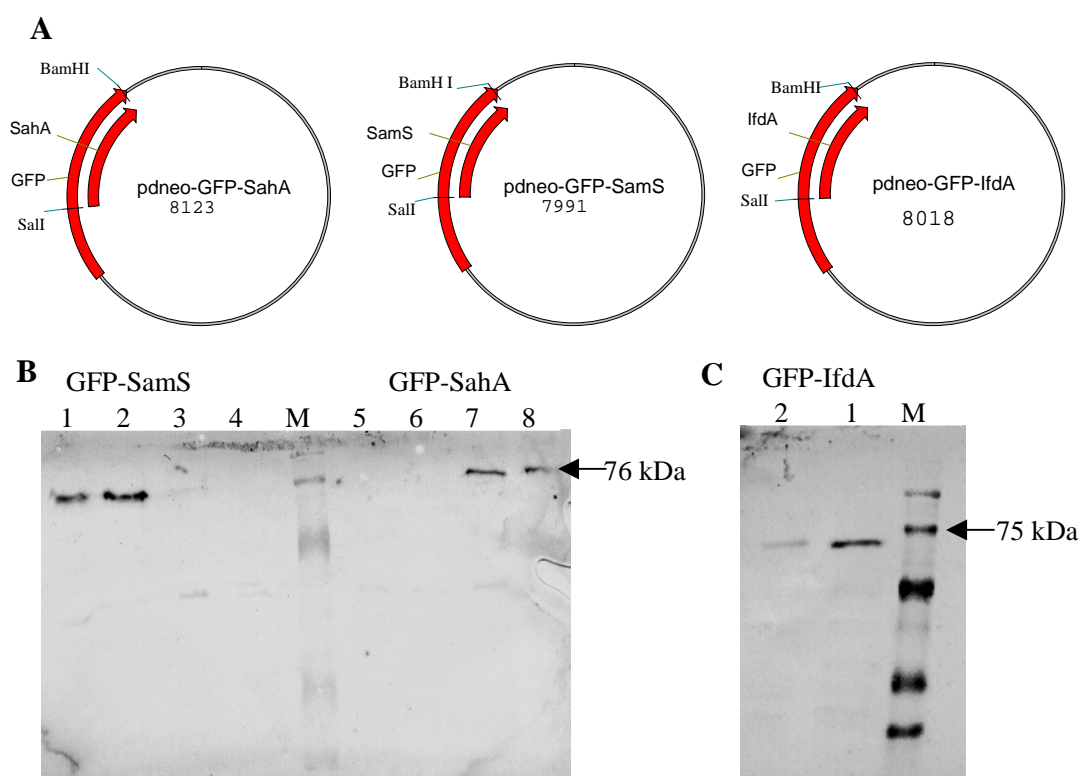 A
BamHI
SahA
GFP
SalI
pdneo-GFP-SahA
8123
BamH I
SamS
GFP
SalI
pdneo-GFP-SamS
7991
BamHI
IfdA
GFP
SalI
pdneo-GFP-IfdA
8018
B
GFP-SamS GFP-SahA
1 2 3 4 M 5 6 7 8
76 kDa
C
GFP-IfdA
2 1 M
75 kDa